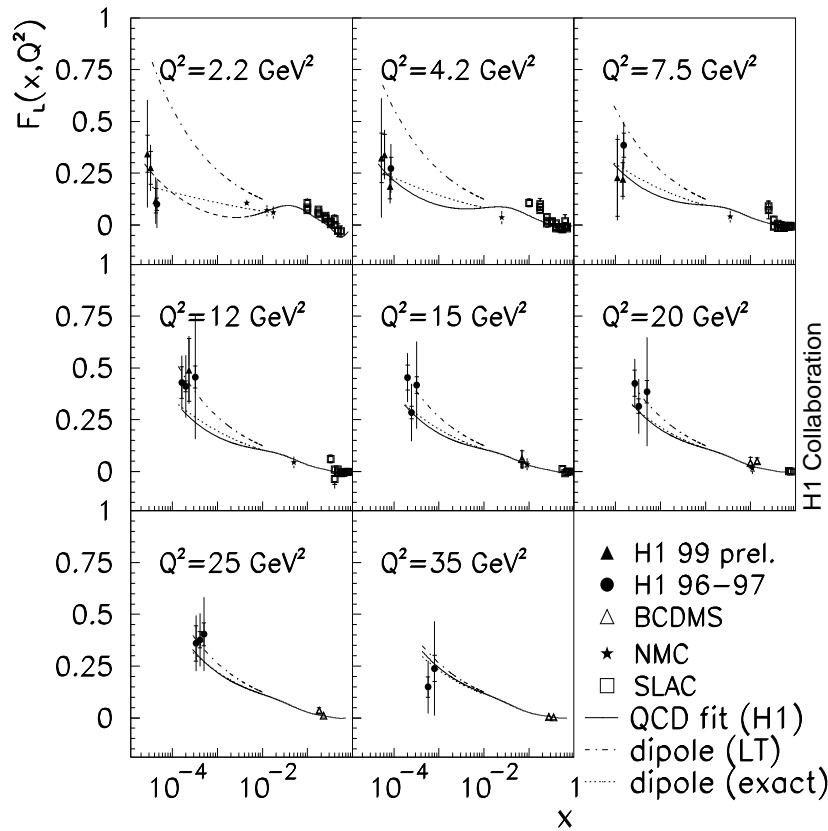 F_L(x,Q²)
1
0.75
0.5
0.25
0
Q²=2.2 GeV²
Q²=4.2 GeV²
Q²=7.5 GeV²
1
0.75
0.5
0.25
0
Q²=12 GeV²
Q²=15 GeV²
Q²=20 GeV²
H1 Collaboration
1
0.75
0.5
0.25
0
Q²=25 GeV²
Q²=35 GeV²
10⁻⁴ 10⁻² 10⁻⁴ 10⁻² 1
x
H1 99 prel.
H1 96-97
BCDMS
NMC
SLAC
QCD fit (H1)
dipole (LT)
dipole (exact)